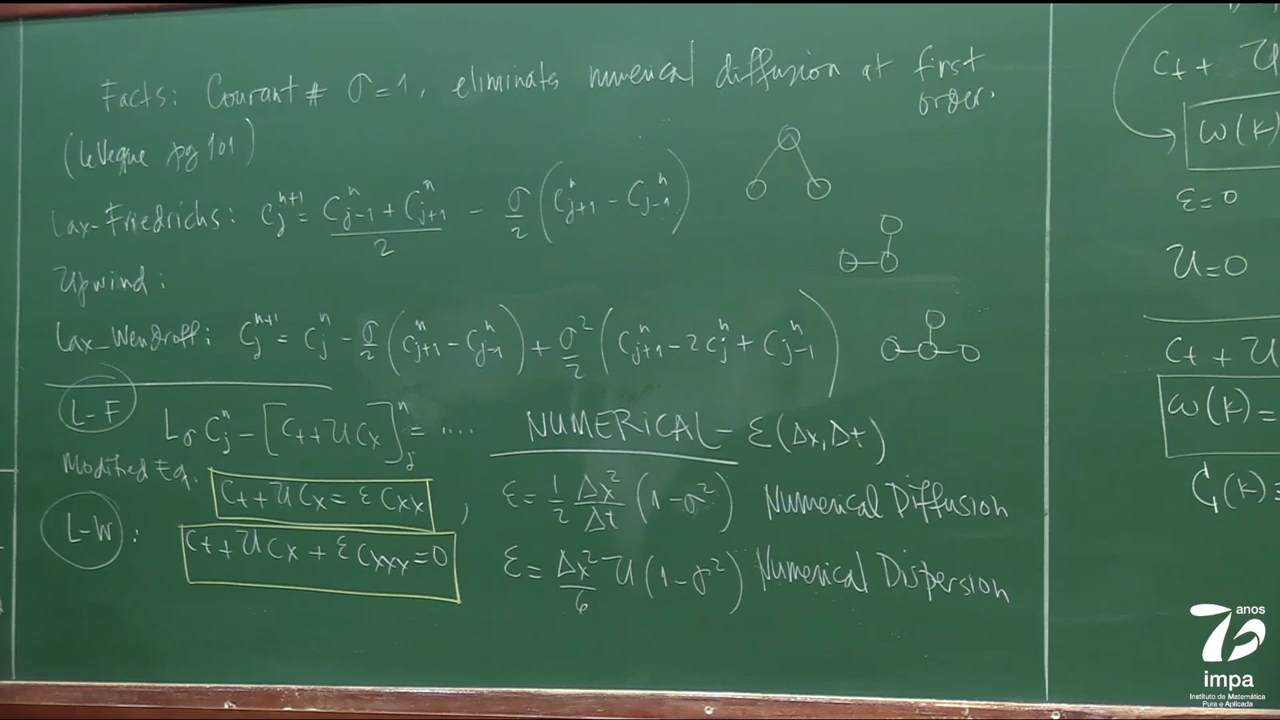 Facts: Courant # σ=1, eliminates numerical diffusion at first
order.
(LeVeque pg 101)
Lax-Friedrichs: C_j^{n+1} = (C_{j-1}^n + C_{j+1}^n)/2 - σ/2 (C_{j+1}^n - C_{j-1}^n)
Upwind:
Lax-Wendroff: C_j^{n+1} = C_j^n - σ/2 (C_{j+1}^n - C_{j-1}^n) + σ²/2 (C_{j+1}^n - 2C_j^n + C_{j-1}^n)
L-F
L_σ C_j^n - [C_t + U C_x]_j^n = ....
NUMERICAL - ε(Δx,Δt)
Modified Eq. C_t + U C_x = ε C_xx , ε = 1/2 Δx²/Δt (1-σ²) Numerical Diffusion
L-W : C_t + U C_x + ε C_xxx = 0 ε = Δx²/6 U (1-σ²) Numerical Dispersion
C_t + U
ω(k)
ε=0
U=0
C_t + U
ω(k) =
G(k) =
anos
75
impa
Instituto de Matemática
Pura e Aplicada